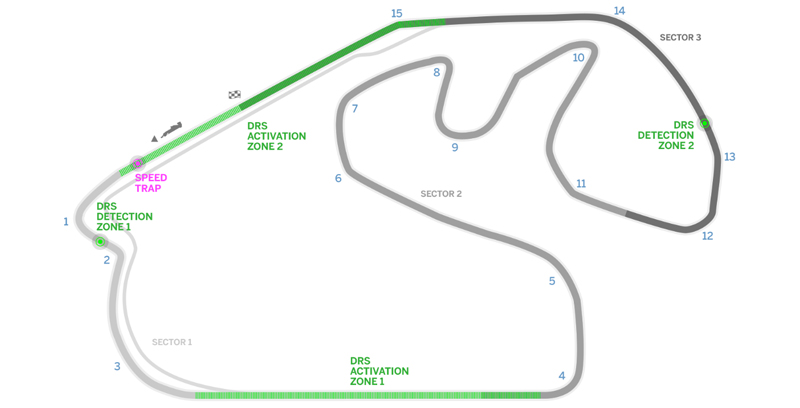 15
14
SECTOR 3
8
10
7
DRS
ACTIVATION
ZONE 2
DRS
DETECTION
ZONE 2
9
13
SPEED
TRAP
6
11
SECTOR 2
DRS
DETECTION
ZONE 1
1
12
2
5
SECTOR 1
3
DRS
ACTIVATION
ZONE 1
4